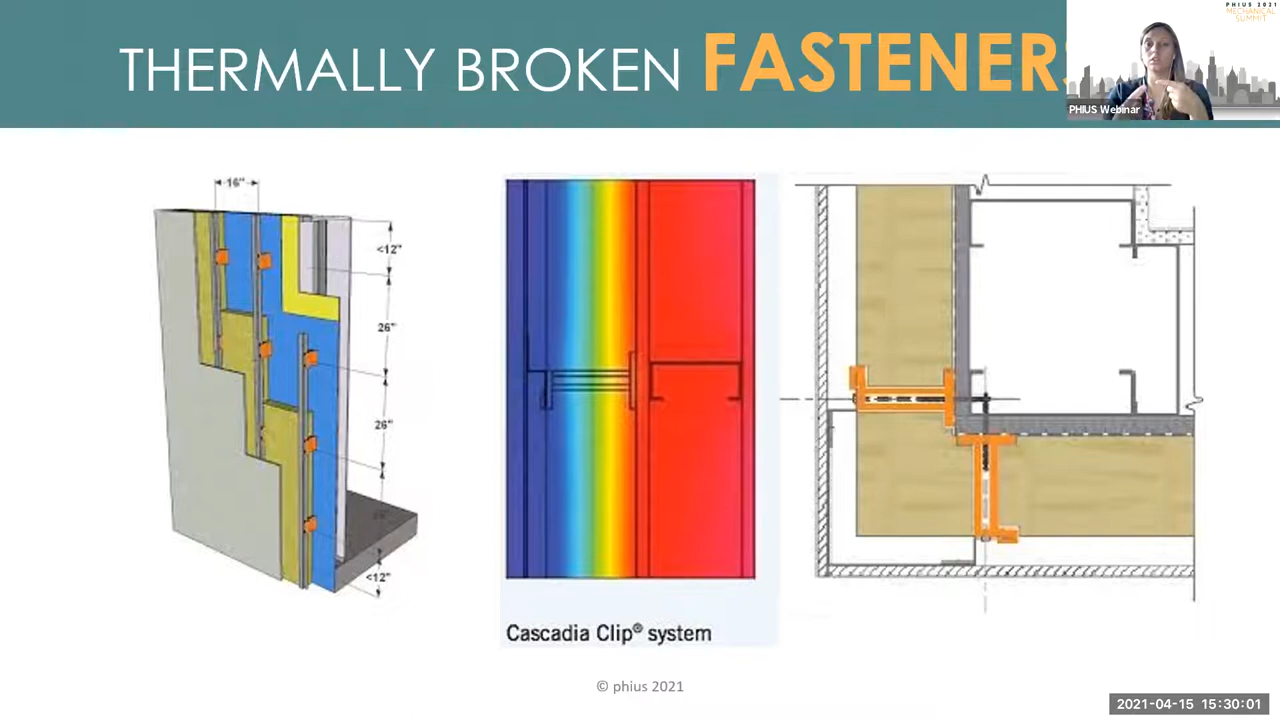 THERMALLY BROKEN FASTENERS
PHIUS 2021
MECHANICAL
SUMMIT
PHIUS Webinar
16"
<12"
26"
26"
<12"
Cascadia Clip® system
© phius 2021
2021-04-15 15:30:01